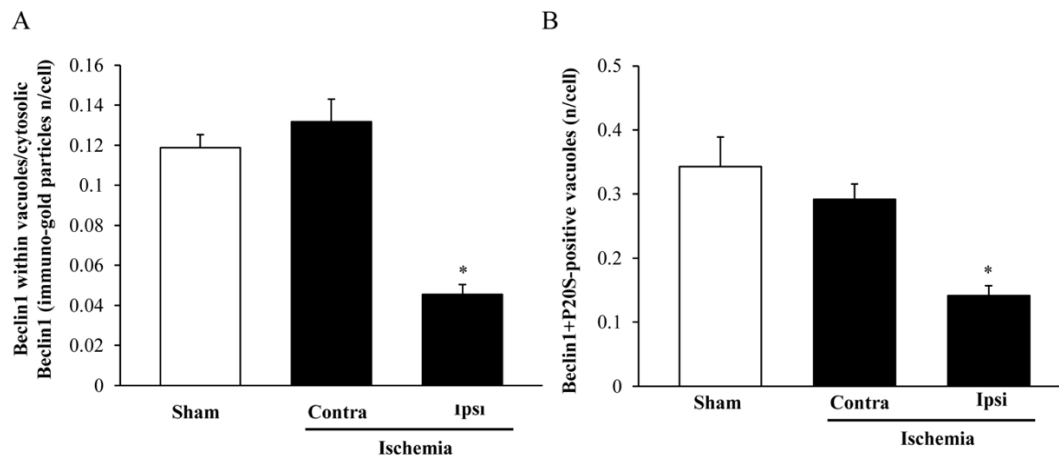 A
Beclin1 within vacuoles/cytosolic
Beclin1 (immuno-gold particles n/cell)
0.16
0.14
0.12
0.1
0.08
0.06
0.04
0.02
0
*
Sham
Contra
Ipsi
Ischemia
B
Beclin1+P20S-positive vacuoles (n/cell)
0.5
0.4
0.3
0.2
0.1
0
*
Sham
Contra
Ipsi
Ischemia